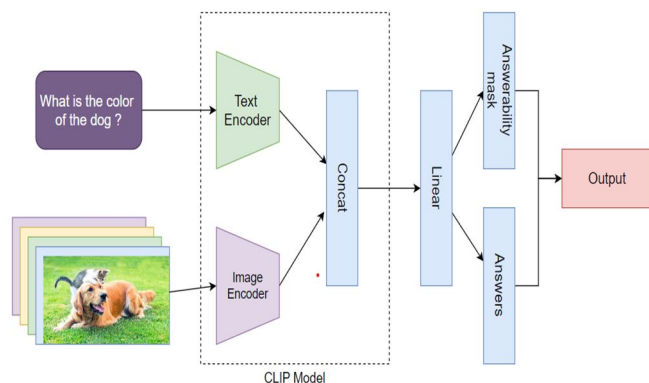 What is the color
of the dog ?
Text
Encoder
Image
Encoder
Concat
CLIP Model
Linear
Answerability
mask
Answers
Output